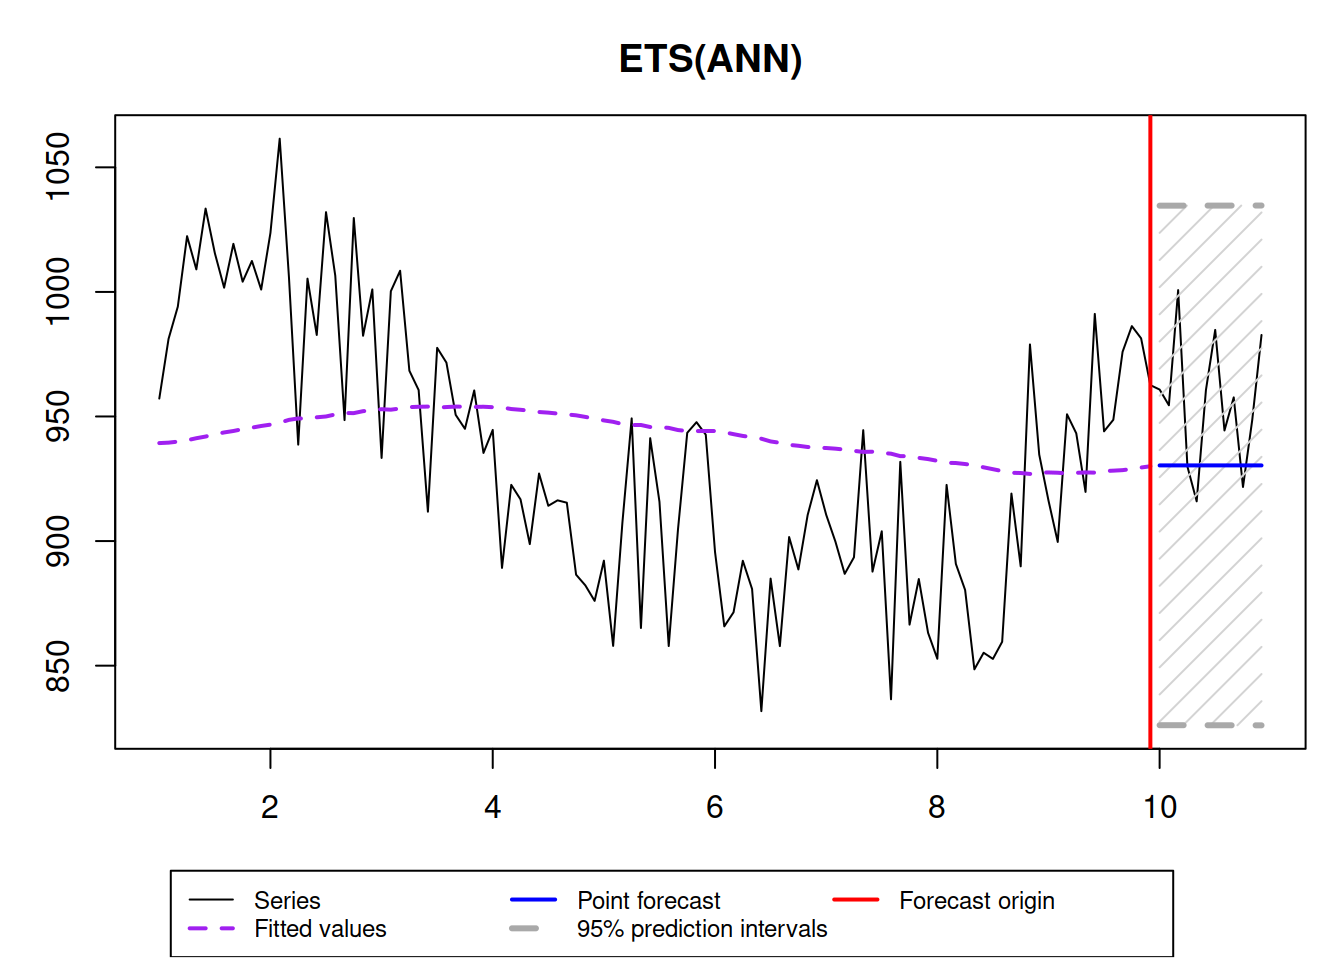 ETS(ANN)
1050
1000
950
900
850
2 4 6 8 10
Series Point forecast Forecast origin
Fitted values 95% prediction intervals